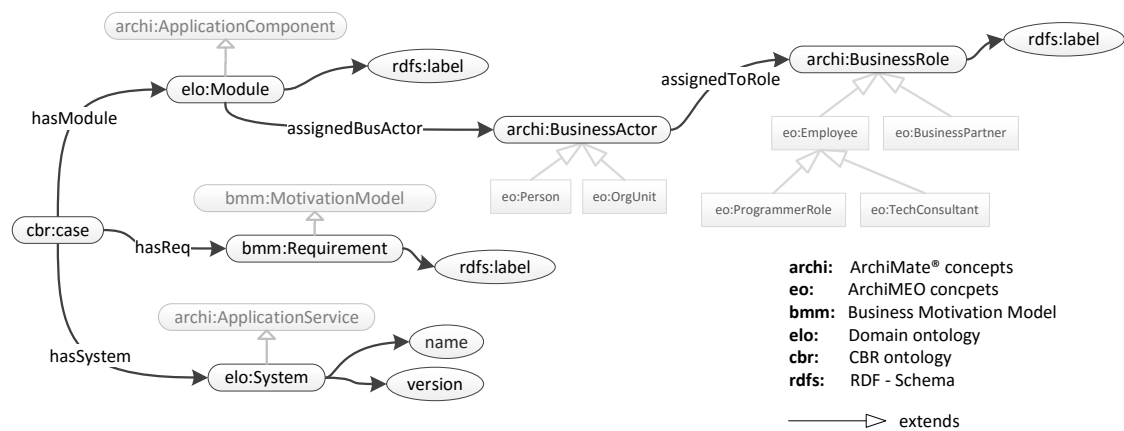 archi:ApplicationComponent
rdfs:label
elo:Module
hasModule
assignedBusActor
archi:BusinessActor
eo:Person
eo:OrgUnit
assignedToRole
archi:BusinessRole
rdfs:label
eo:Employee
eo:BusinessPartner
eo:ProgrammerRole
eo:TechConsultant
bmm:MotivationModel
cbr:case
hasReq
bmm:Requirement
rdfs:label
archi:ApplicationService
hasSystem
elo:System
name
version
archi: ArchiMate® concepts
eo: ArchiMEO concpets
bmm: Business Motivation Model
elo: Domain ontology
cbr: CBR ontology
rdfs: RDF - Schema
extends